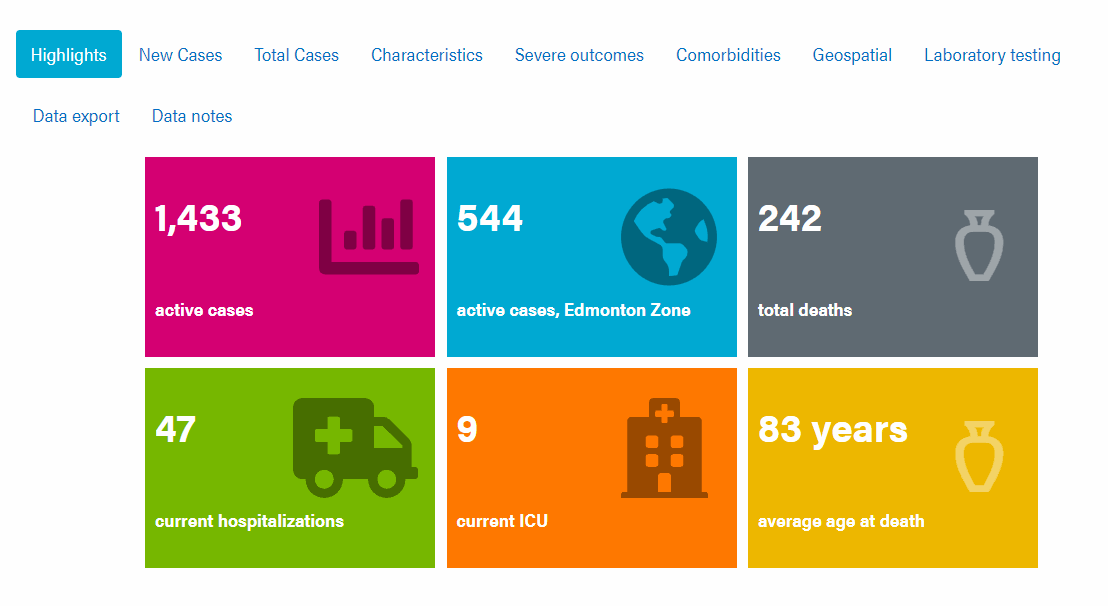 Highlights New Cases Total Cases Characteristics Severe outcomes Comorbidities Geospatial Laboratory testing
Data export Data notes
1,433
active cases
544
active cases, Edmonton Zone
242
total deaths
47
current hospitalizations
9
current ICU
83 years
average age at death